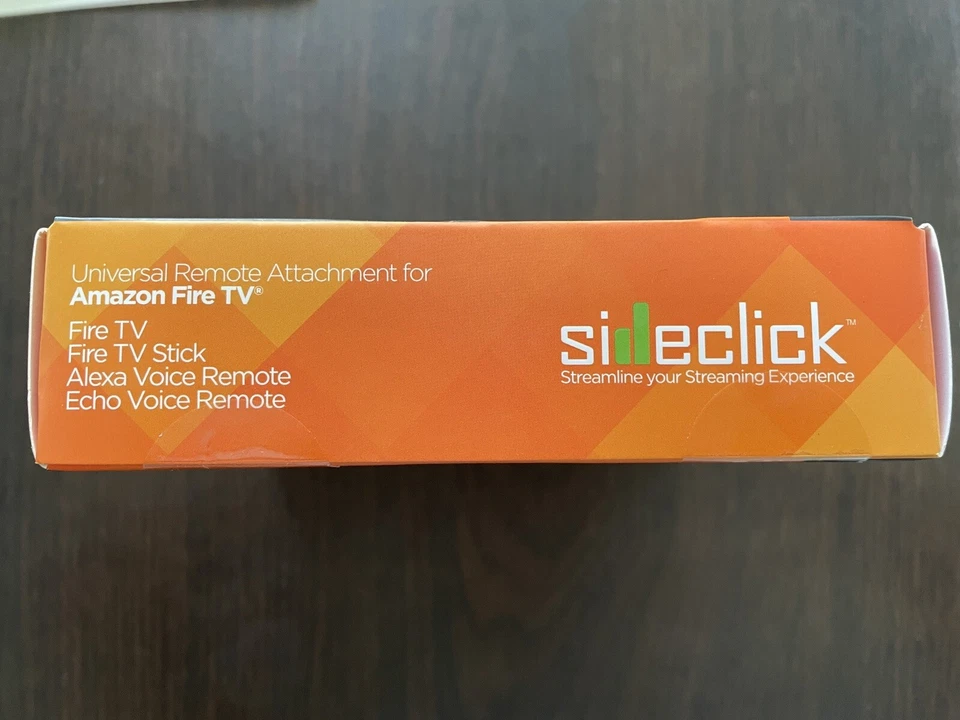 Universal Remote Attachment for
Amazon Fire TV®
Fire TV
Fire TV Stick
Alexa Voice Remote
Echo Voice Remote
sideclick™
Streamline your Streaming Experience